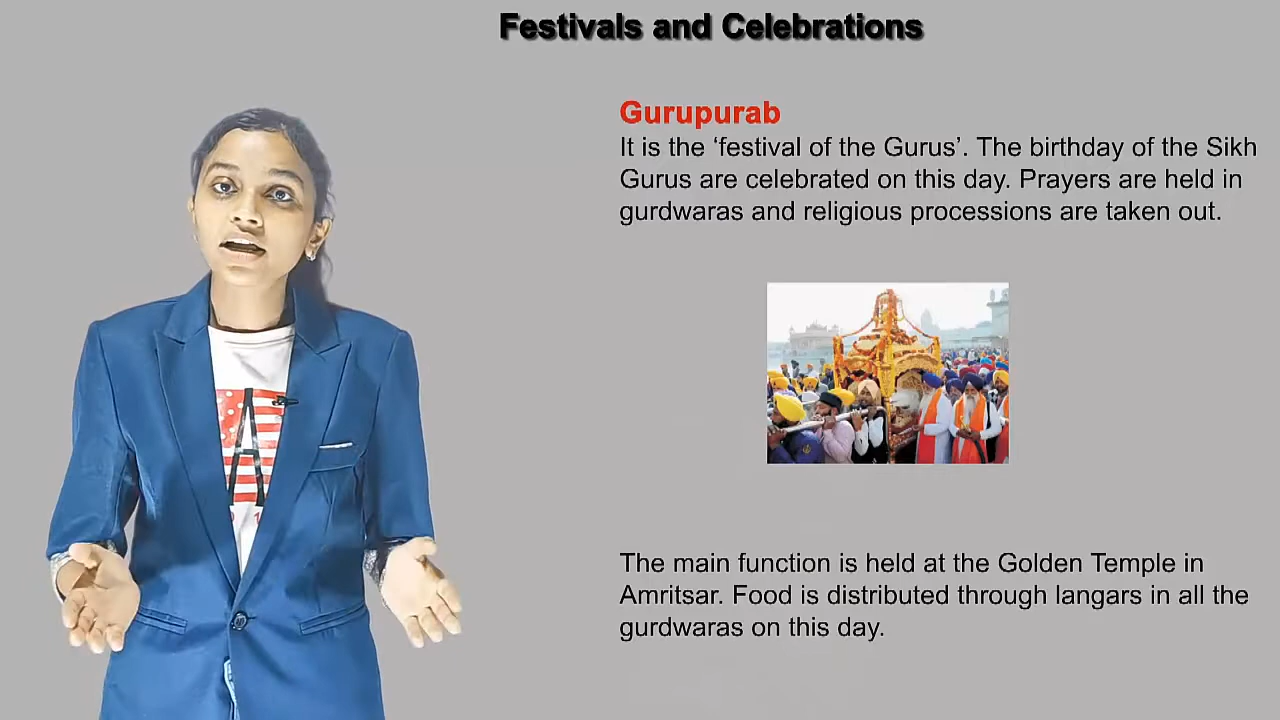 Festivals and Celebrations
Gurupurab
It is the ‘festival of the Gurus’. The birthday of the Sikh
Gurus are celebrated on this day. Prayers are held in
gurdwaras and religious processions are taken out.
A
The main function is held at the Golden Temple in
Amritsar. Food is distributed through langars in all the
gurdwaras on this day.